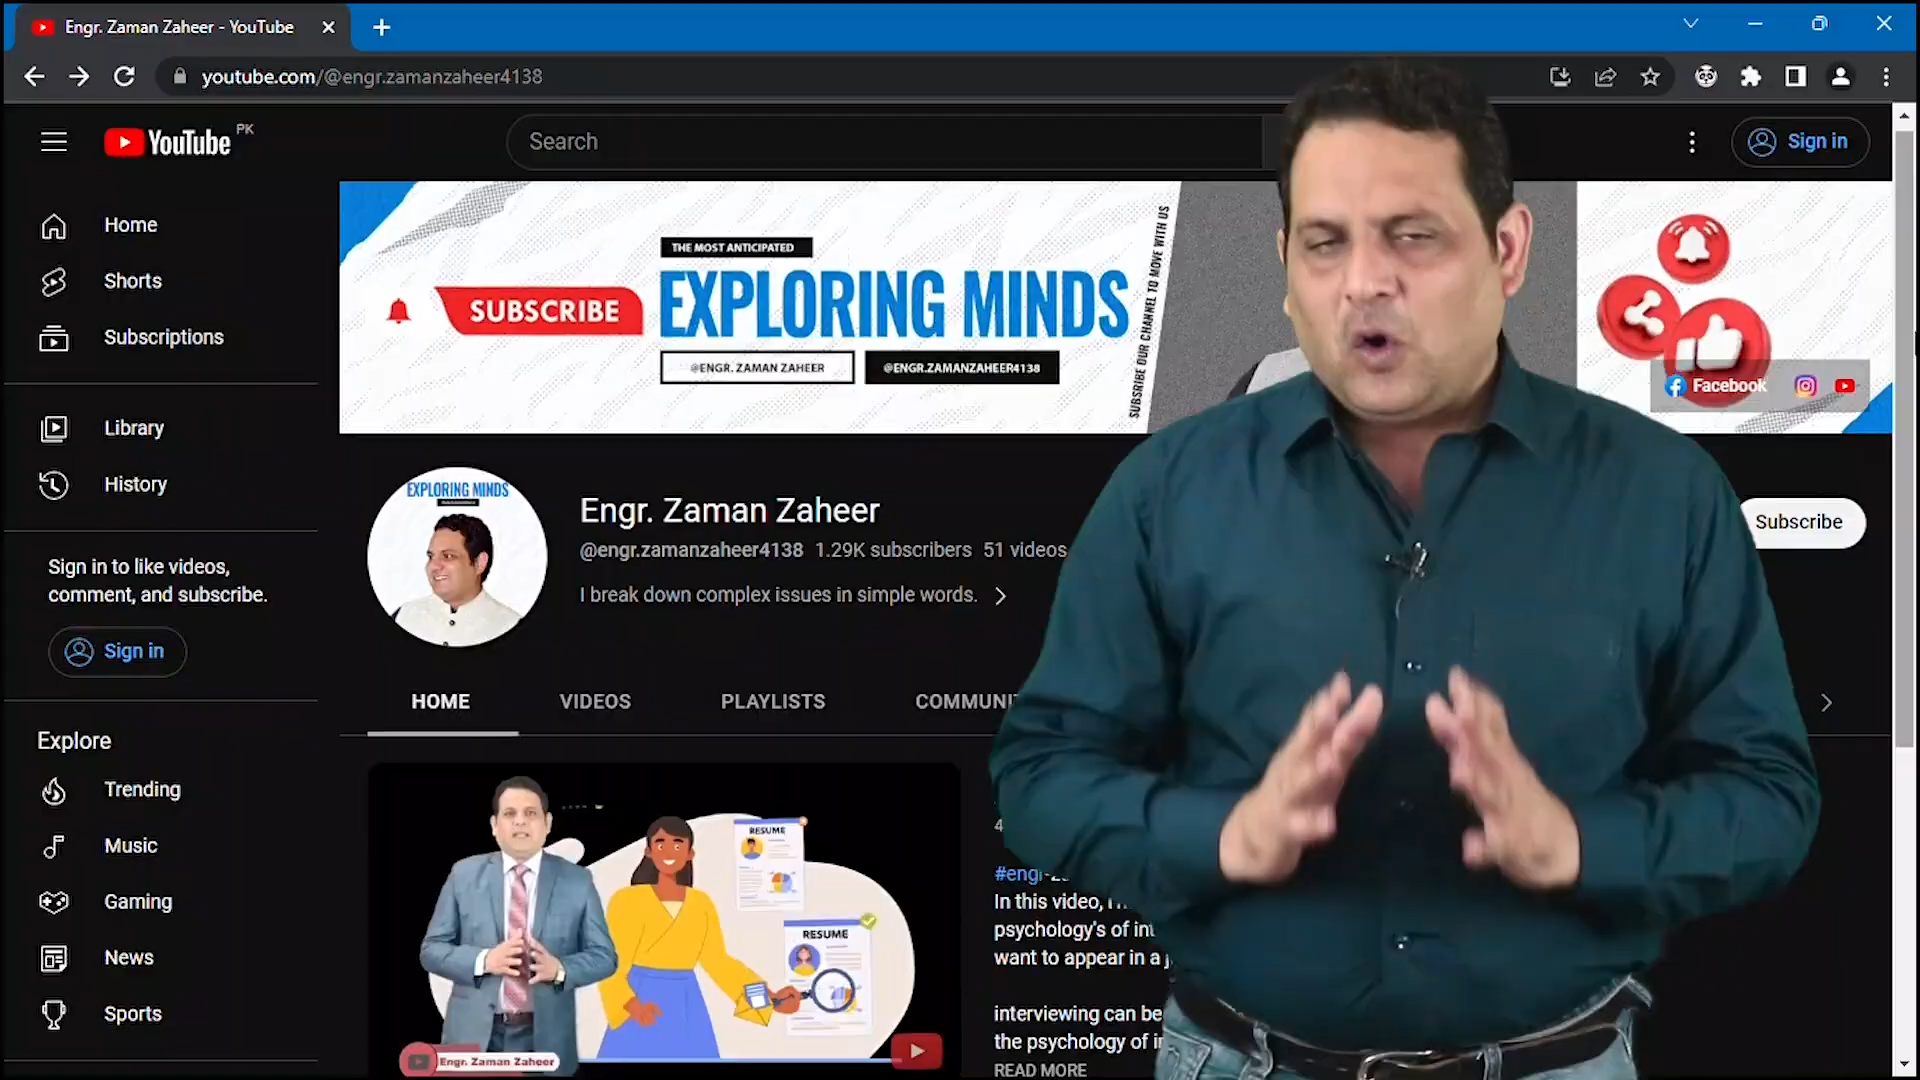 Engr. Zaman Zaheer - YouTube
youtube.com/@engr.zamanzaheer4138
YouTube PK
Search
Sign in
Home
Shorts
Subscriptions
Library
History
Sign in to like videos,
comment, and subscribe.
Sign in
Explore
Trending
Music
Gaming
News
Sports
THE MOST ANTICIPATED
SUBSCRIBE
EXPLORING MINDS
@ENGR. ZAMAN ZAHEER
@ENGR.ZAMANZAHEER4138
SUBSCRIBE OUR CHANNEL TO MOVE WITH US
Facebook
EXPLORING MINDS
Engr. Zaman Zaheer
@engr.zamanzaheer4138 1.29K subscribers 51 videos
I break down complex issues in simple words.
Subscribe
HOME
VIDEOS
PLAYLISTS
COMMUNI
RESUME
RESUME
Engr. Zaman Zaheer
In this video,
psychology's of int
want to appear in a j
interviewing can be
the psychology of i
READ MORE